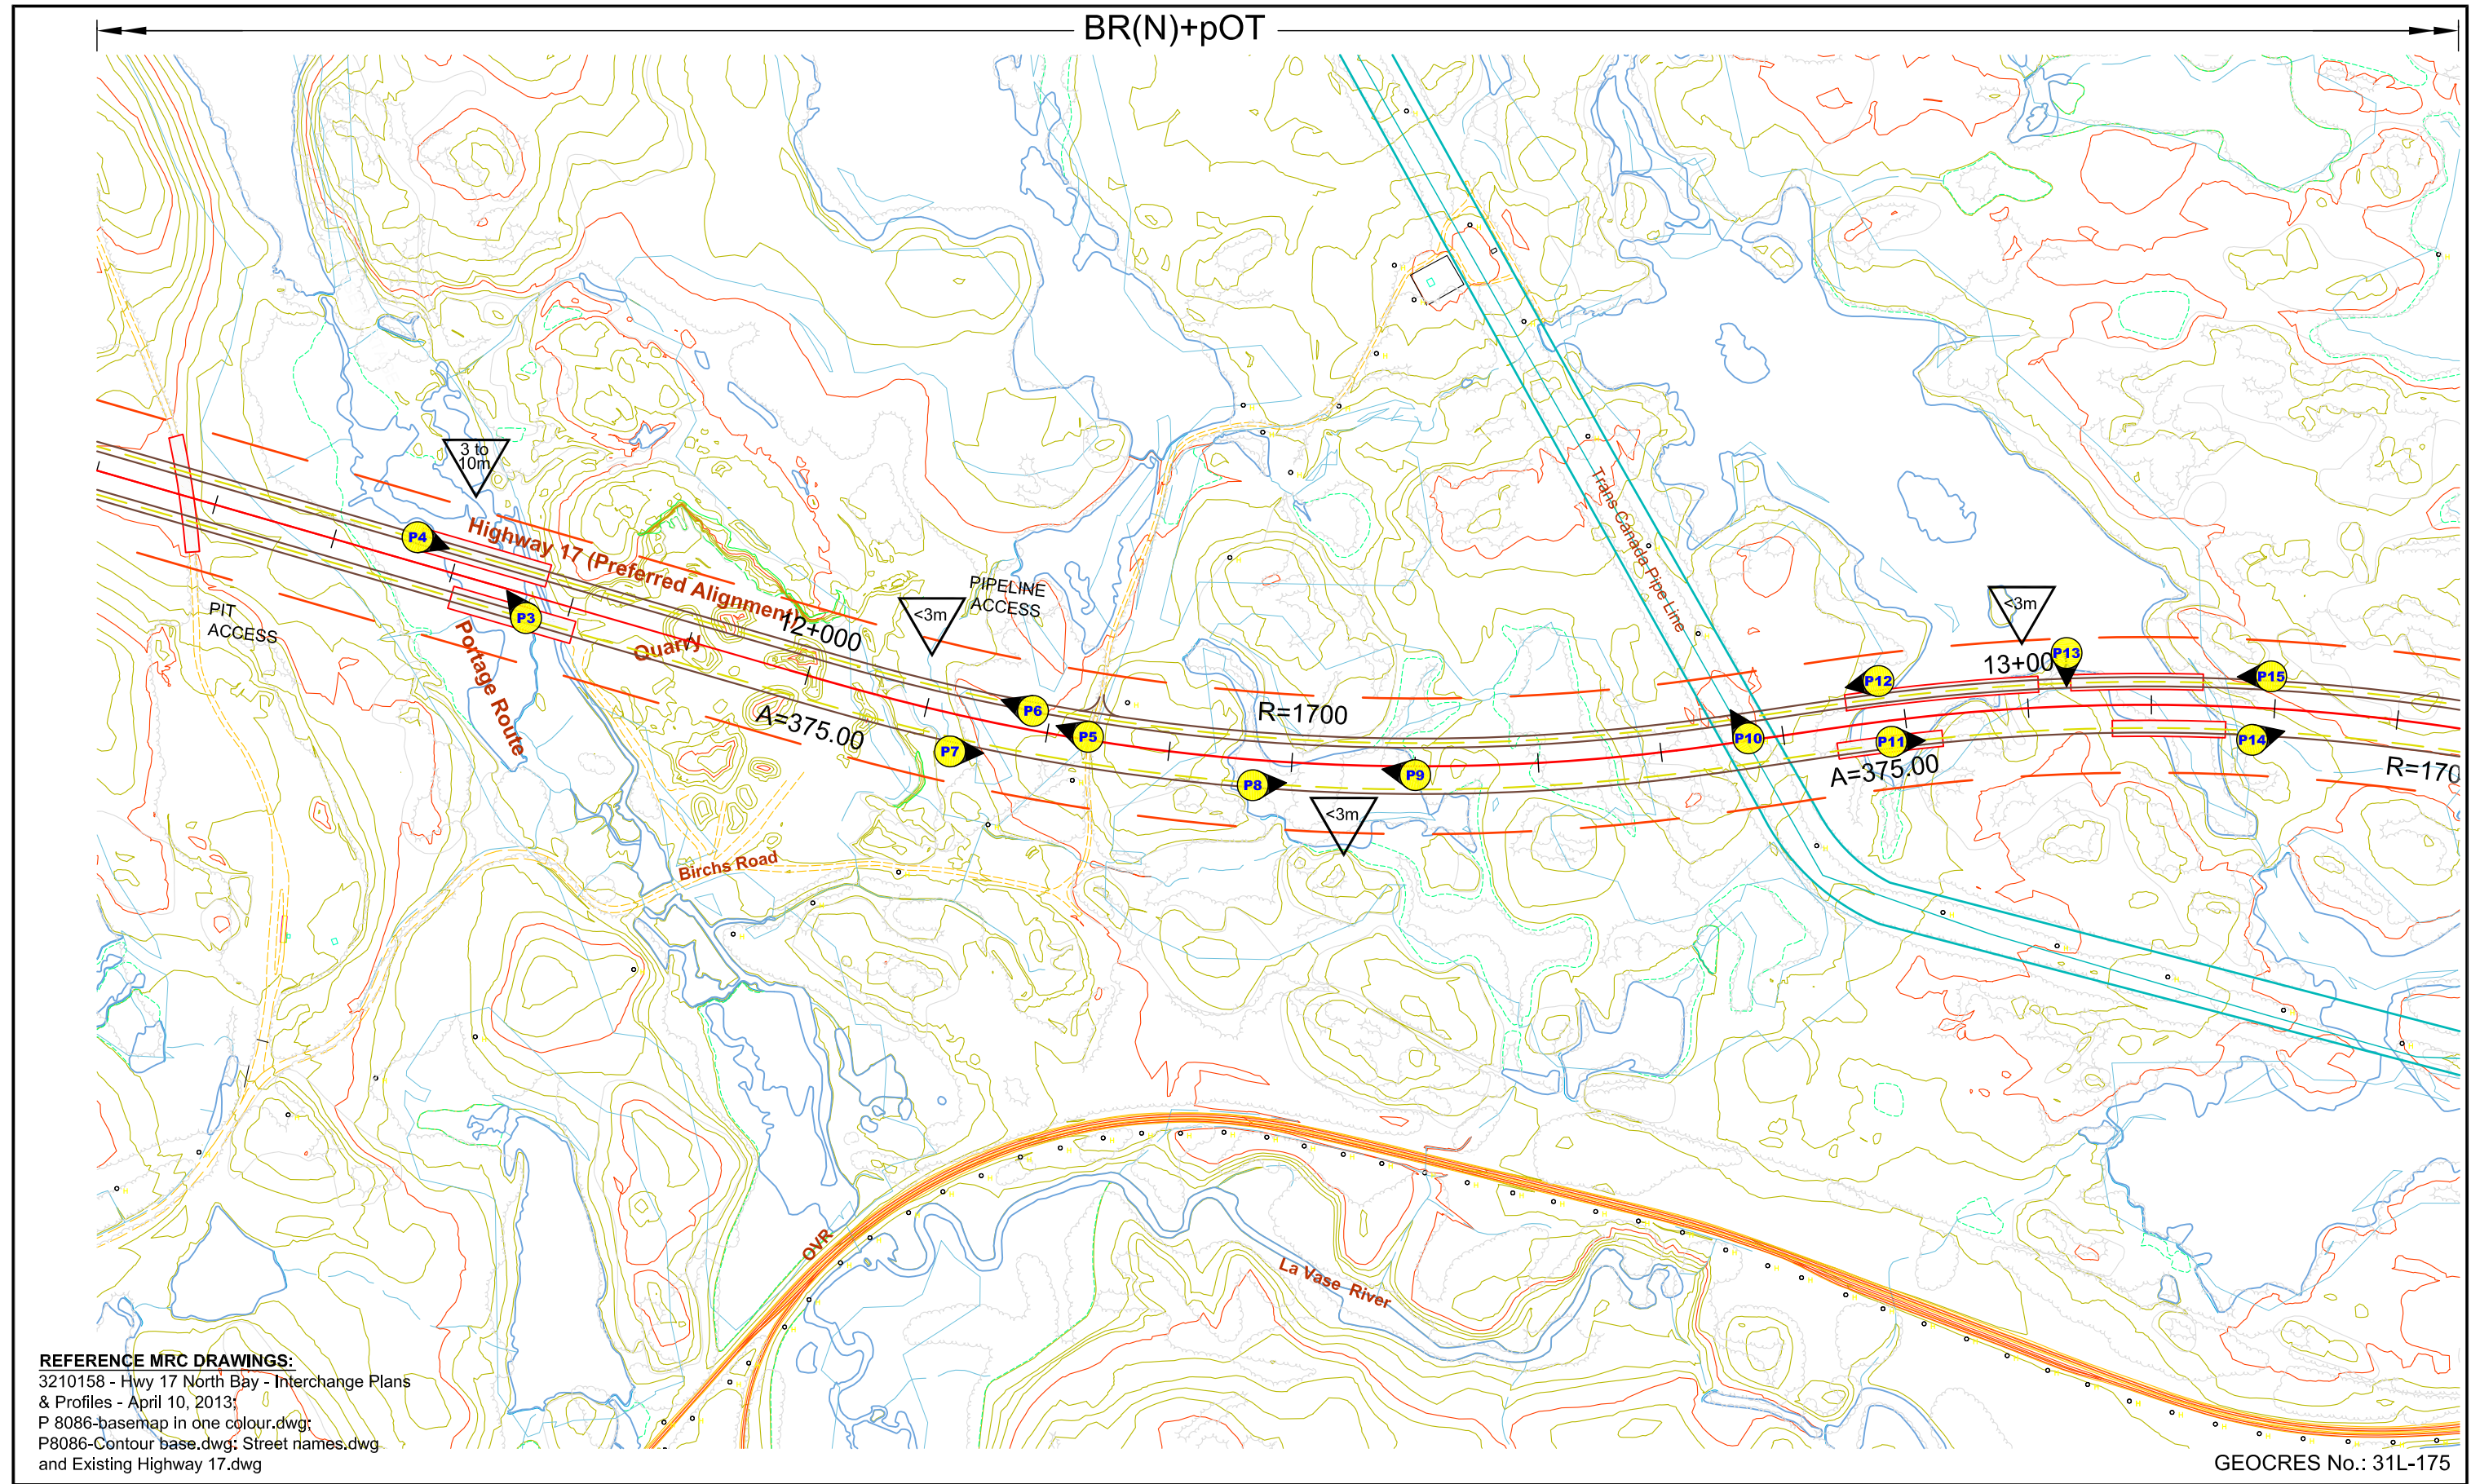 BR(N)+pOT
3 to
10m
P4
Highway 17 (Preferred Alignment)
P3
PIT
ACCESS
Portage Route
Quarry
12+000
A=375.00
<3m
PIPELINE
ACCESS
P6
P5
P7
R=1700
P8
P9
<3m
Trans Canada Pipe Line
P10
P12
P11
A=375.00
<3m
13+00
P13
P15
P14
R=170
Birchs Road
OVR
La Vase River
REFERENCE MRC DRAWINGS:
3210158 - Hwy 17 North Bay - Interchange Plans
& Profiles - April 10, 2013;
P 8086-basemap in one colour.dwg;
P8086-Contour base.dwg; Street names.dwg
and Existing Highway 17.dwg
GEOCRES No.: 31L-175